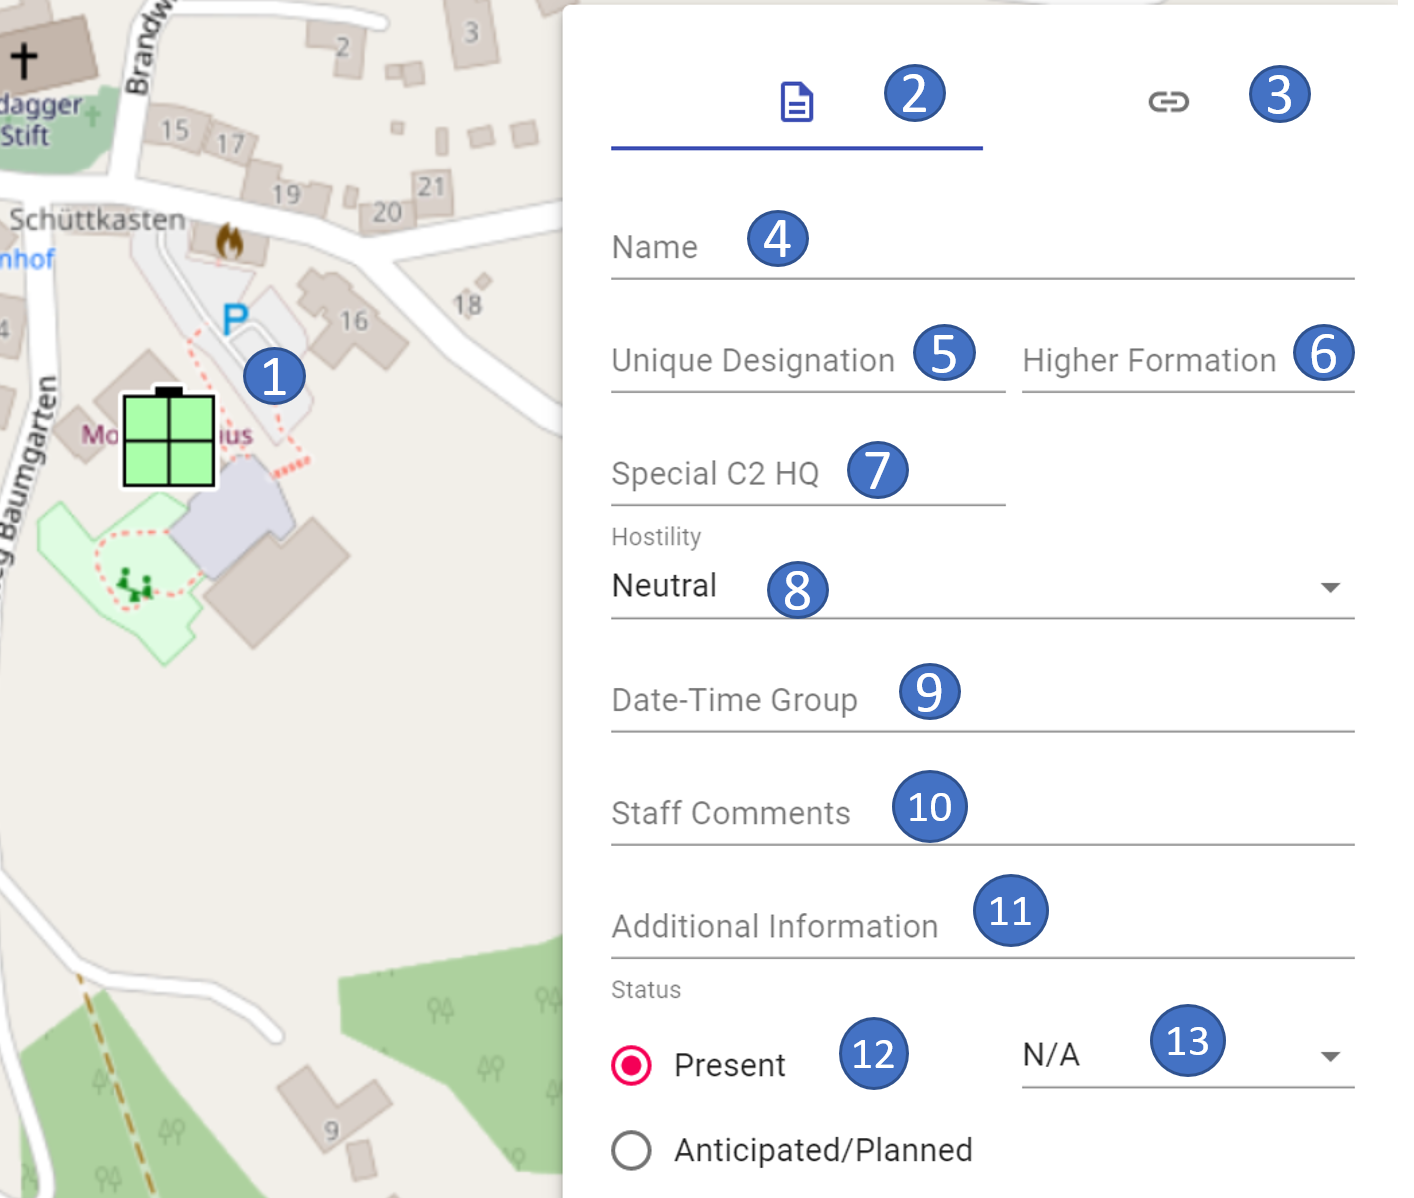 Brandw
dagger
Stift
2
3
15
17
19
20
21
Schüttkasten
nhof
4
P
16
18
1
Mo
ius
eg Baumgarten
9
2
3
Name
4
Unique Designation
5
Higher Formation
6
Special C2 HQ
7
Hostility
Neutral
8
Date-Time Group
9
Staff Comments
10
Additional Information
11
Status
Present
12
N/A
13
Anticipated/Planned